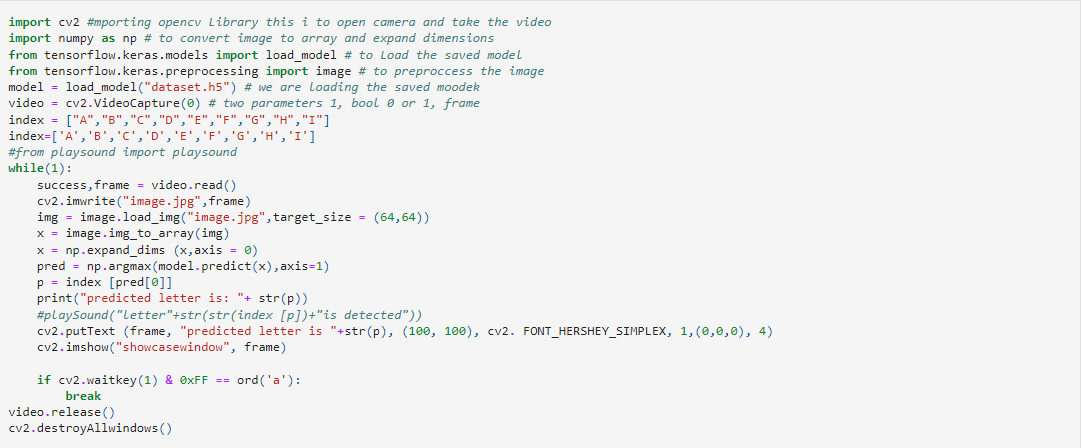 import cv2 #mporting opencv Library this i to open camera and take the video
import numpy as np # to convert image to array and expand dimensions
from tensorflow.keras.models import load_model # to Load the saved model
from tensorflow.keras.preprocessing import image # to preproccess the image
model = load_model("dataset.h5") # we are loading the saved moodek
video = cv2.VideoCapture(0) # two parameters 1, bool 0 or 1, frame
index = ["A","B","C","D","E","F","G","H","I"]
index=['A','B','C','D','E','F','G','H','I']
#from playsound import playsound
while(1):
    success,frame = video.read()
    cv2.imwrite("image.jpg",frame)
    img = image.load_img("image.jpg",target_size = (64,64))
    x = image.img_to_array(img)
    x = np.expand_dims (x,axis = 0)
    pred = np.argmax(model.predict(x),axis=1)
    p = index [pred[0]]
    print("predicted letter is: "+ str(p))
    #playSound("letter"+str(str(index [p])+"is detected"))
    cv2.putText (frame, "predicted letter is "+str(p), (100, 100), cv2. FONT_HERSHEY_SIMPLEX, 1,(0,0,0), 4)
    cv2.imshow("showcasewindow", frame)
    if cv2.waitkey(1) & 0xFF == ord('a'):
        break
video.release()
cv2.destroyAllwindows()